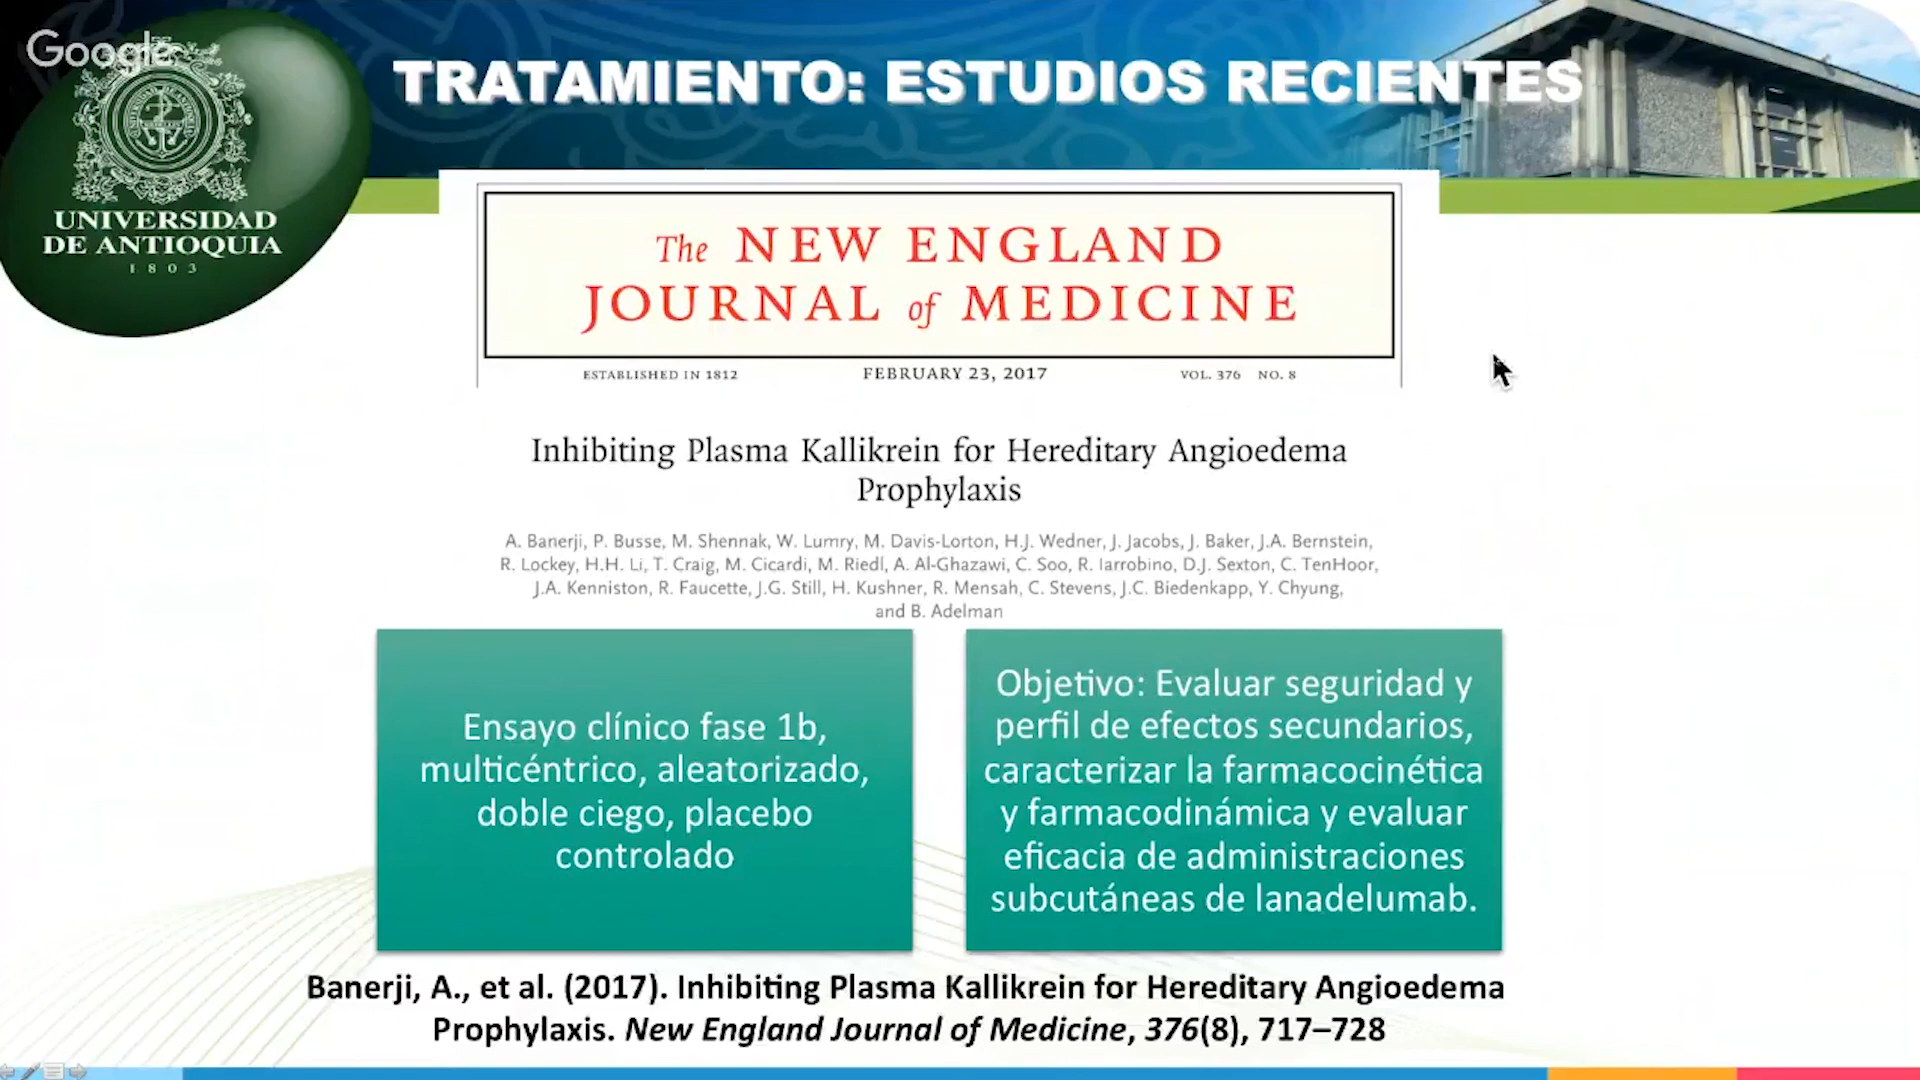 Google
TRATAMIENTO: ESTUDIOS RECIENTES
UNIVERSIDAD
DE ANTIOQUIA
1803
The NEW ENGLAND
JOURNAL of MEDICINE
ESTABLISHED IN 1812 FEBRUARY 23, 2017 VOL. 376 NO. 8
Inhibiting Plasma Kallikrein for Hereditary Angioedema
Prophylaxis
A. Banerji, P. Busse, M. Shennak, W. Lumry, M. Davis-Lorton, H.J. Wedner, J. Jacobs, J. Baker, J.A. Bernstein,
R. Lockey, H.H. Li, T. Craig, M. Cicardi, M. Riedl, A. Al-Ghazawi, C. Soo, R. Iarrobino, D.J. Sexton, C. TenHoor,
J.A. Kenniston, R. Faucette, J.G. Still, H. Kushner, R. Mensah, C. Stevens, J.C. Biedenkapp, Y. Chyung,
and B. Adelman
Ensayo clínico fase 1b,
multicéntrico, aleatorizado,
doble ciego, placebo
controlado
Objetivo: Evaluar seguridad y
perfil de efectos secundarios,
caracterizar la farmacocinética
y farmacodinámica y evaluar
eficacia de administraciones
subcutáneas de lanadelumab.
Banerji, A., et al. (2017). Inhibiting Plasma Kallikrein for Hereditary Angioedema
Prophylaxis. New England Journal of Medicine, 376(8), 717–728